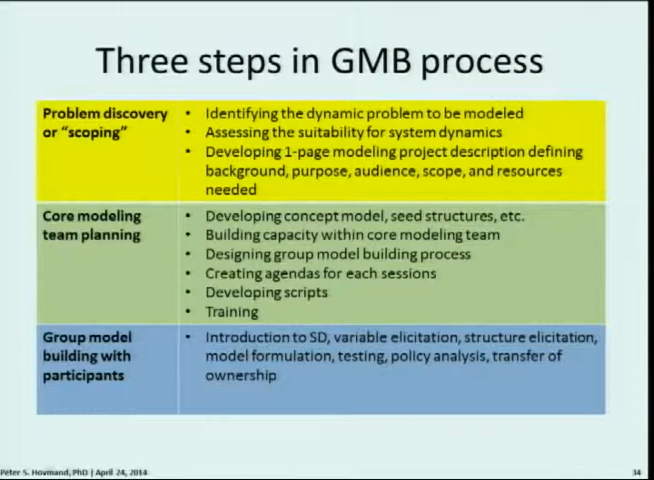 Three steps in GMB process
Problem discovery
or “scoping”
• Identifying the dynamic problem to be modeled
• Assessing the suitability for system dynamics
• Developing 1-page modeling project description defining
background, purpose, audience, scope, and resources
needed
Core modeling
team planning
• Developing concept model, seed structures, etc.
• Building capacity within core modeling team
• Designing group model building process
• Creating agendas for each sessions
• Developing scripts
• Training
Group model
building with
participants
• Introduction to SD, variable elicitation, structure elicitation,
model formulation, testing, policy analysis, transfer of
ownership
Peter S. Hovmand, PhD | April 24, 2014
34